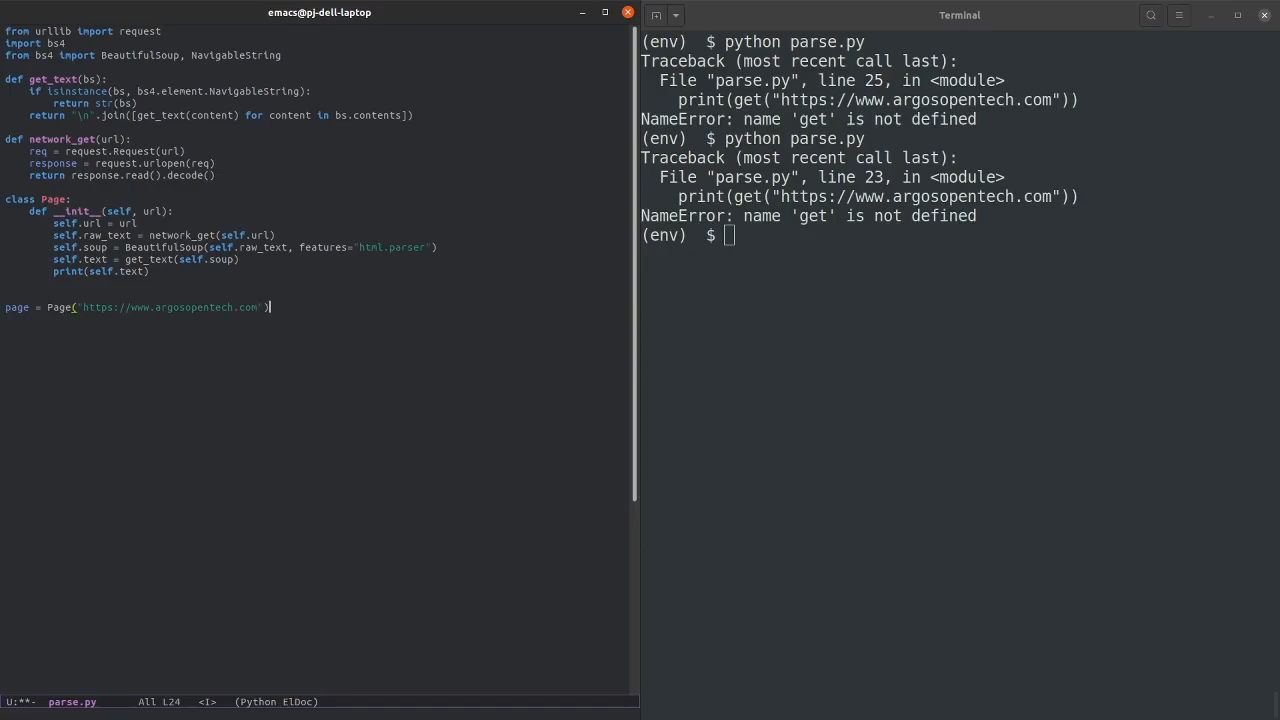 emacs@pj-dell-laptop
from urllib import request
import bs4
from bs4 import BeautifulSoup, NavigableString
def get_text(bs):
    if isinstance(bs, bs4.element.NavigableString):
        return str(bs)
    return "\n".join([get_text(content) for content in bs.contents])
def network_get(url):
    req = request.Request(url)
    response = request.urlopen(req)
    return response.read().decode()
class Page:
    def __init__(self, url):
        self.url = url
        self.raw_text = network_get(self.url)
        self.soup = BeautifulSoup(self.raw_text, features="html.parser")
        self.text = get_text(self.soup)
        print(self.text)
page = Page("https://www.argosopentech.com")
U:**-  parse.py       All L24   <I>   (Python ElDoc)
Terminal
(env)  $ python parse.py
Traceback (most recent call last):
  File "parse.py", line 25, in <module>
    print(get("https://www.argosopentech.com"))
NameError: name 'get' is not defined
(env)  $ python parse.py
Traceback (most recent call last):
  File "parse.py", line 23, in <module>
    print(get("https://www.argosopentech.com"))
NameError: name 'get' is not defined
(env)  $